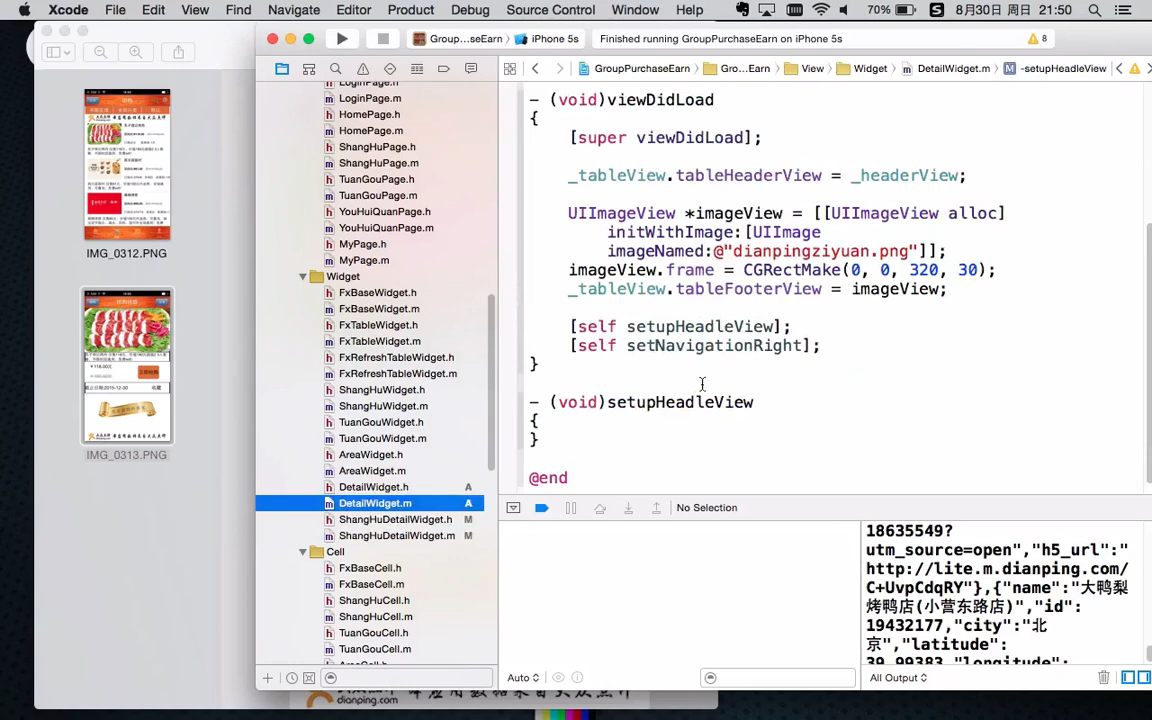 Xcode File Edit View Find Navigate Editor Product Debug Source Control Window Help 70% 8月30日 周日 21:50
Group...seEarn iPhone 5s Finished running GroupPurchaseEarn on iPhone 5s 8
GroupPurchaseEarn Gro...Earn View Widget DetailWidget.m M -setupHeadleView
IMG_0312.PNG
IMG_0313.PNG
LoginPage.h
LoginPage.m
HomePage.h
HomePage.m
ShangHuPage.h
ShangHuPage.m
TuanGouPage.h
TuanGouPage.m
YouHuiQuanPage.h
YouHuiQuanPage.m
MyPage.h
MyPage.m
Widget
FxBaseWidget.h
FxBaseWidget.m
FxTableWidget.h
FxTableWidget.m
FxRefreshTableWidget.h
FxRefreshTableWidget.m
ShangHuWidget.h
ShangHuWidget.m
TuanGouWidget.h
TuanGouWidget.m
AreaWidget.h
AreaWidget.m
DetailWidget.h A
DetailWidget.m A
ShangHuDetailWidget.h M
ShangHuDetailWidget.m M
Cell
FxBaseCell.h
FxBaseCell.m
ShangHuCell.h
ShangHuCell.m
TuanGouCell.h
TuanGouCell.m
- (void)viewDidLoad
{
[super viewDidLoad];
_tableView.tableHeaderView = _headerView;
UIImageView *imageView = [[UIImageView alloc]
initWithImage:[UIImage
imageNamed:@"dianpingziyuan.png"]];
imageView.frame = CGRectMake(0, 0, 320, 30);
_tableView.tableFooterView = imageView;
[self setupHeadleView];
[self setNavigationRight];
}
- (void)setupHeadleView
{
}
@end
No Selection
18635549?
utm_source=open","h5_url":"
http://lite.m.dianping.com/
C+UvpCdqRY"},{"name":"大鸭梨
烤鸭店(小营东路店)","id":
19432177,"city":"北
京","latitude":
39.99383,"longitude":
Auto All Output
dianping.com